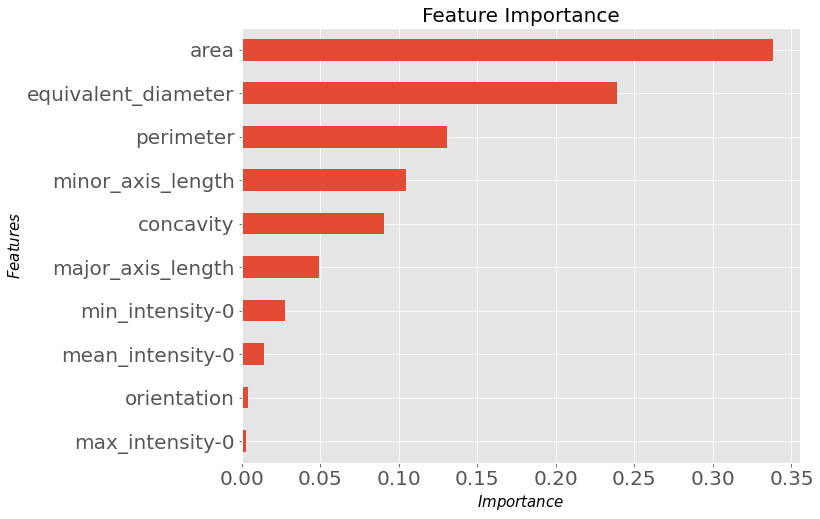 Feature Importance
area
equivalent_diameter
perimeter
minor_axis_length
concavity
major_axis_length
min_intensity-0
mean_intensity-0
orientation
max_intensity-0
Features
0.00 0.05 0.10 0.15 0.20 0.25 0.30 0.35
Importance